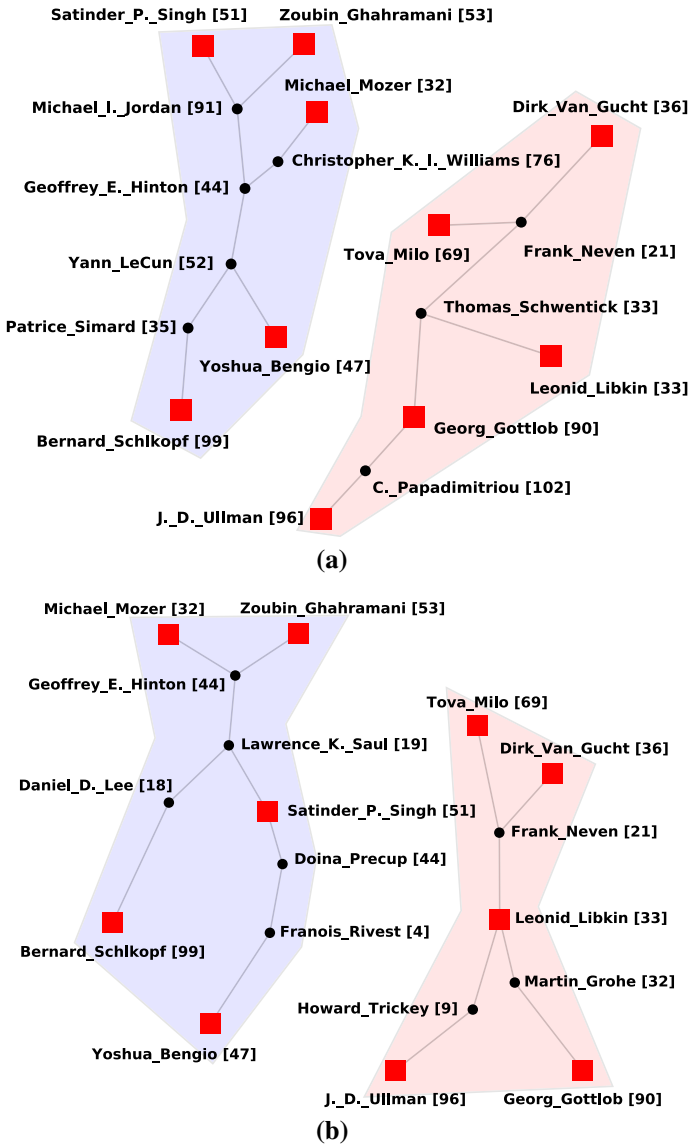 Satinder_P._Singh [51]
Zoubin_Ghahramani [53]
Michael_Mozer [32]
Michael_I._Jordan [91]
Dirk_Van_Gucht [36]
Christopher_K._I._Williams [76]
Geoffrey_E._Hinton [44]
Tova_Milo [69]
Frank_Neven [21]
Yann_LeCun [52]
Thomas_Schwentick [33]
Patrice_Simard [35]
Yoshua_Bengio [47]
Leonid_Libkin [33]
Georg_Gottlob [90]
Bernard_Schlkopf [99]
C._Papadimitriou [102]
J._D._Ullman [96]
(a)
Michael_Mozer [32]
Zoubin_Ghahramani [53]
Geoffrey_E._Hinton [44]
Tova_Milo [69]
Lawrence_K._Saul [19]
Dirk_Van_Gucht [36]
Daniel_D._Lee [18]
Satinder_P._Singh [51]
Frank_Neven [21]
Doina_Precup [44]
Leonid_Libkin [33]
Franois_Rivest [4]
Bernard_Schlkopf [99]
Martin_Grohe [32]
Howard_Trickey [9]
Yoshua_Bengio [47]
J._D._Ullman [96]
Georg_Gottlob [90]
(b)